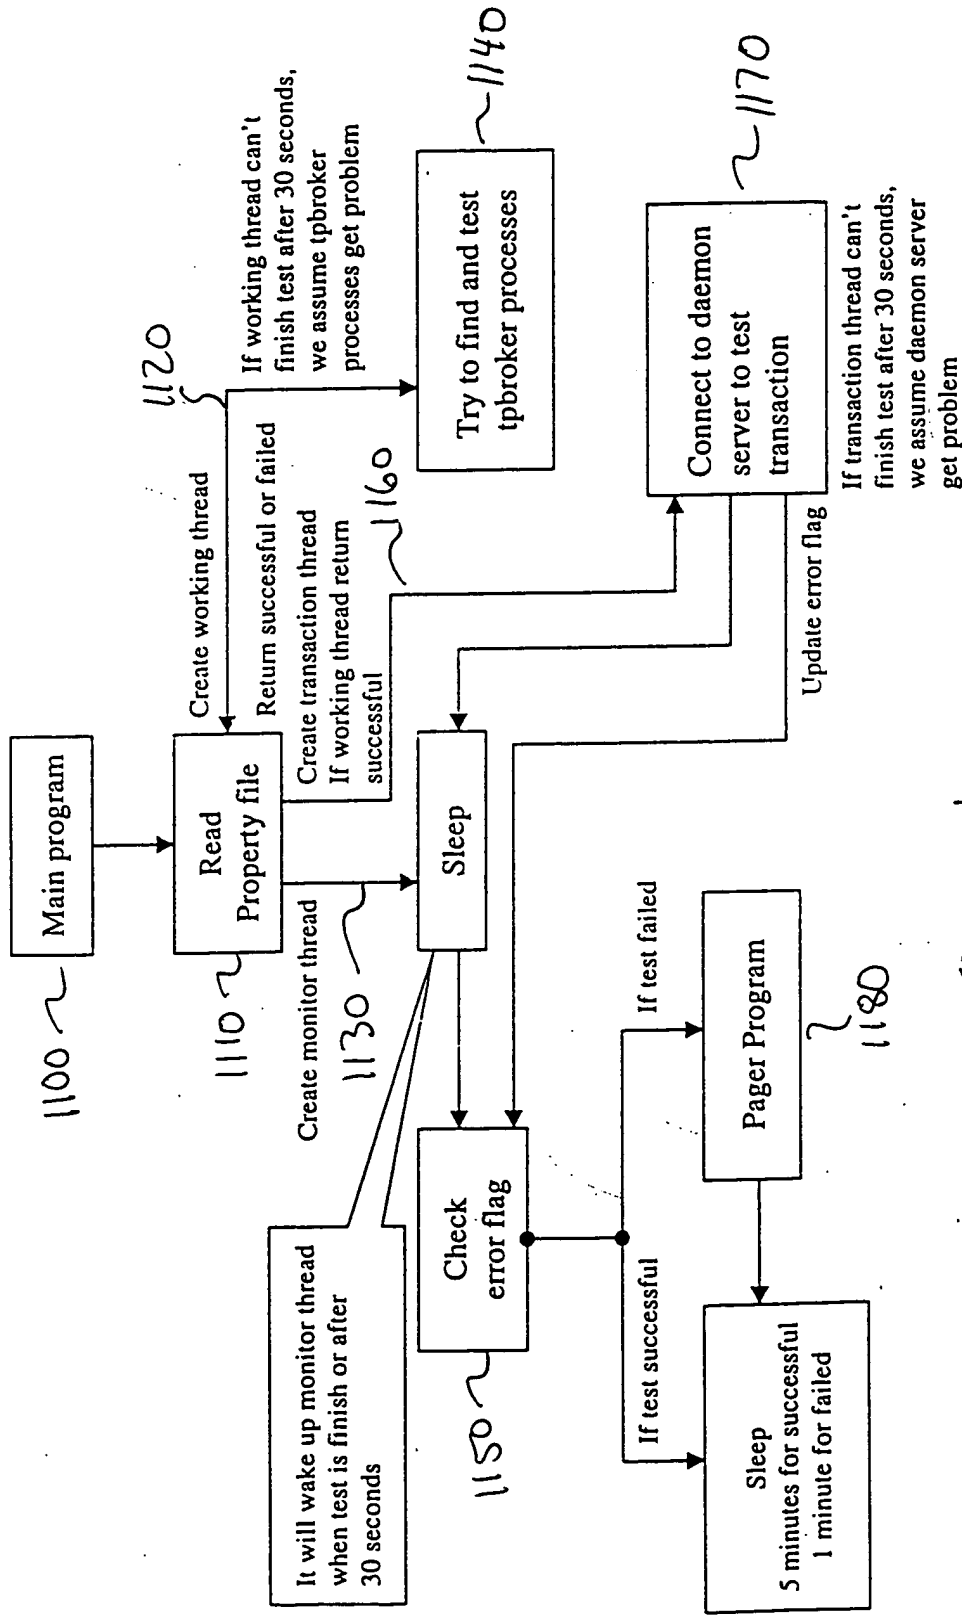 1100
Main program
1110
Read
Property file
Create working thread
1120
Return successful or failed
If working thread can't
finish test after 30 seconds,
we assume tpbroker
processes get problem
Create monitor thread
1130
Create transaction thread
If working thread return
successful
1160
Try to find and test
tpbroker processes
1140
It will wake up monitor thread
when test is finish or after
30 seconds
Sleep
Check
error flag
1150
Connect to daemon
server to test
transaction
1170
Update error flag
If transaction thread can't
finish test after 30 seconds,
we assume daemon server
get problem
If test successful
If test failed
Sleep
5 minutes for successful
1 minute for failed
Pager Program
1180